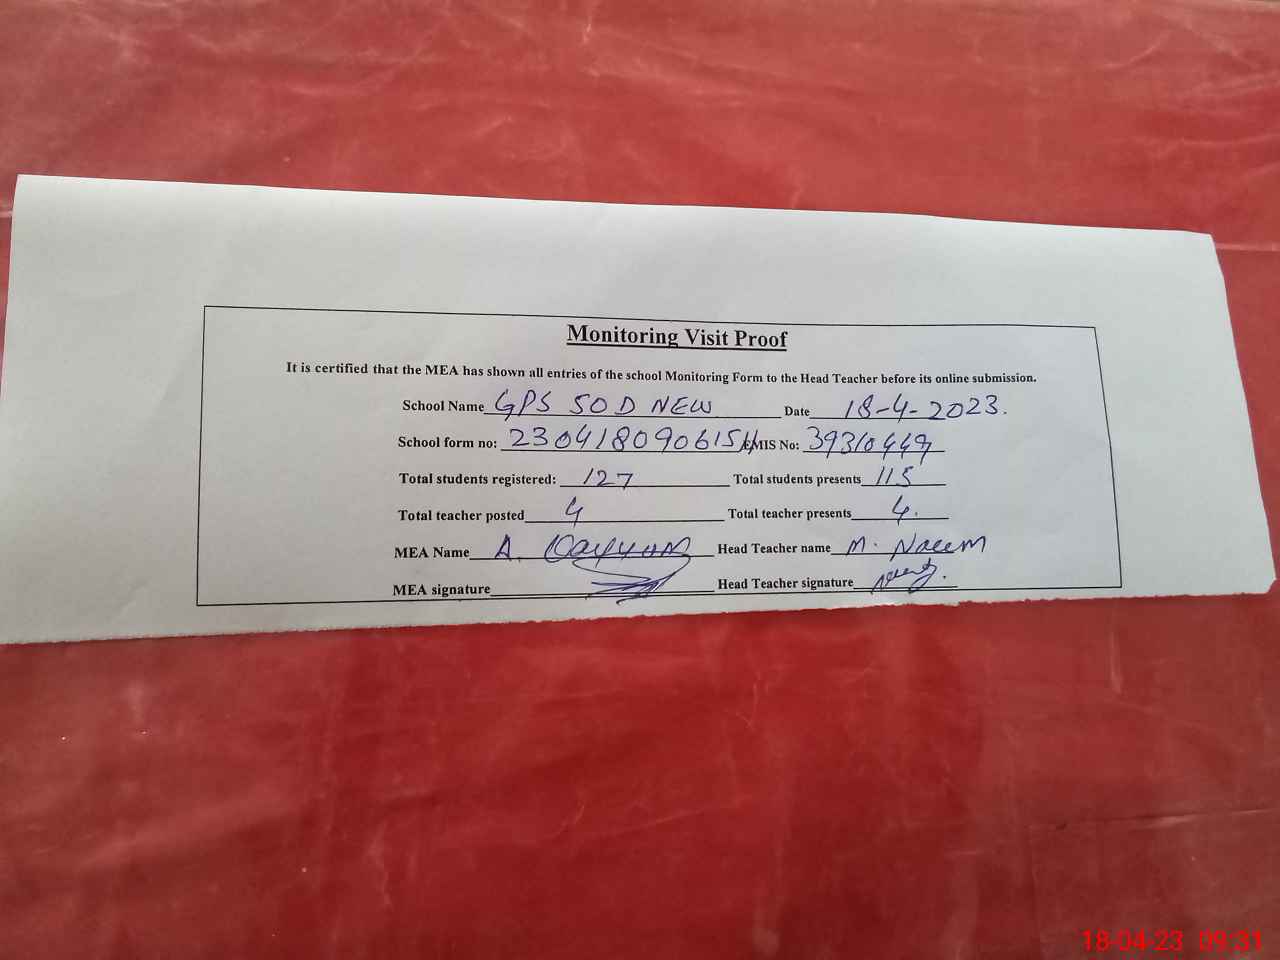 Monitoring Visit Proof
It is certified that the MEA has shown all entries of the school Monitoring Form to the Head Teacher before its online submission.
School Name GPS SOD NEW Date 18-4-2023.
School form no: 23041809061511 EMIS No: 39310449
Total students registered: 127 Total students presents 115
Total teacher posted 4 Total teacher presents 4.
MEA Name A. Qayyum Head Teacher name M. Naeem
MEA signature Head Teacher signature
18-04-23 09:31